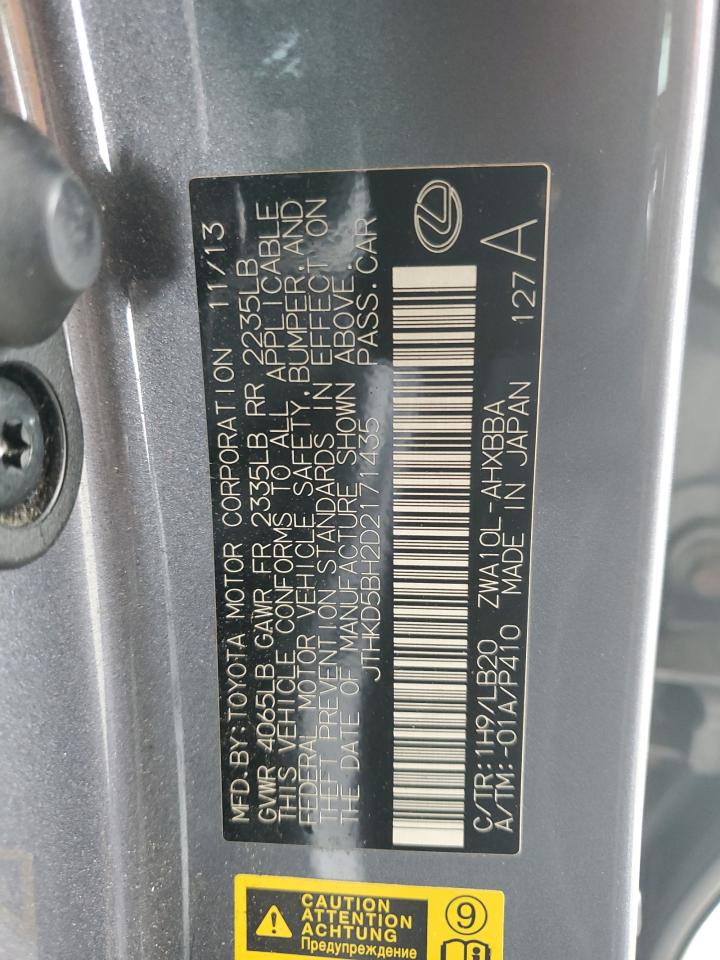 MFD.BY:TOYOTA MOTOR CORPORATION 11/13
GVWR 4065LB GAWR FR 2335LB RR 2235LB
THIS VEHICLE CONFORMS TO ALL APPLICABLE
FEDERAL MOTOR VEHICLE SAFETY, BUMPER, AND
THEFT PREVENTION STANDARDS IN EFFECT ON
THE DATE OF MANUFACTURE SHOWN ABOVE.
JTHKD5BH2D2171435 PASS.CAR
C/TR:1H9/LB20 ZWA10L-AHXBBA
A/TM:-01A/P410 MADE IN JAPAN
127 A
CAUTION
ATTENTION
ACHTUNG
Предупреждение
9